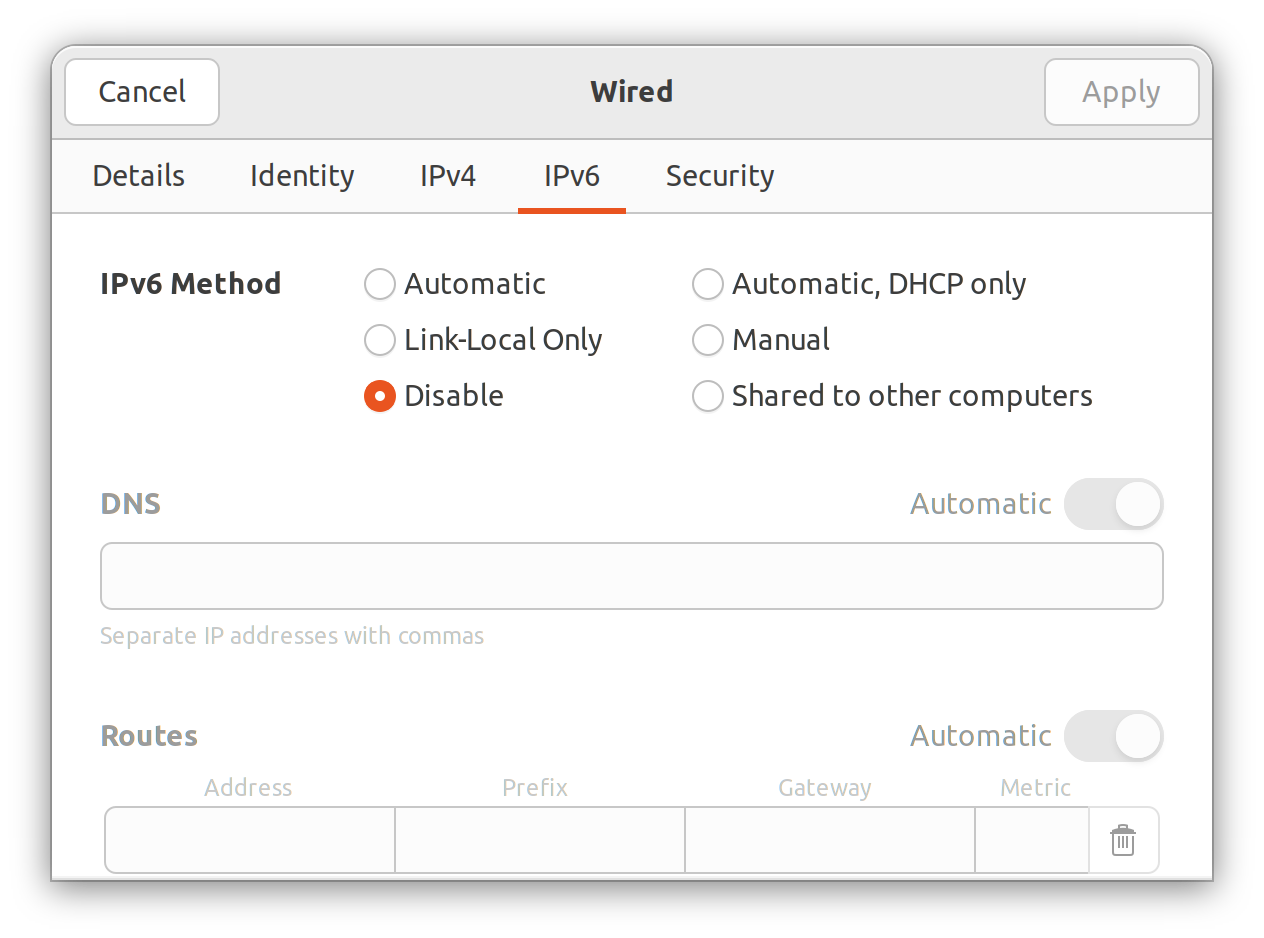 Cancel Wired Apply
Details Identity IPv4 IPv6 Security
IPv6 Method Automatic Automatic, DHCP only
Link-Local Only Manual
Disable Shared to other computers
DNS Automatic
Separate IP addresses with commas
Routes Automatic
Address Prefix Gateway Metric